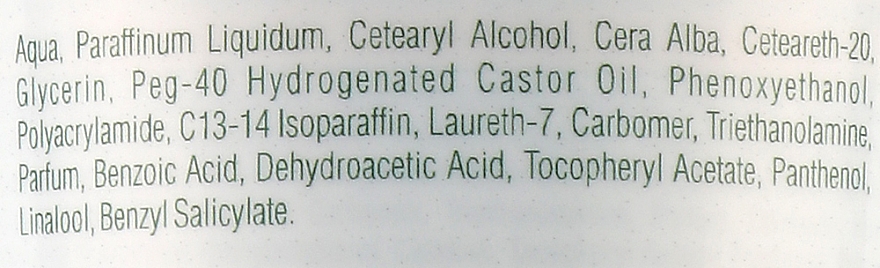 Aqua, Paraffinum Liquidum, Cetearyl Alcohol, Cera Alba, Ceteareth-20,
Glycerin, Peg-40 Hydrogenated Castor Oil, Phenoxyethanol,
Polyacrylamide, C13-14 Isoparaffin, Laureth-7, Carbomer, Triethanolamine,
Parfum, Benzoic Acid, Dehydroacetic Acid, Tocopheryl Acetate, Panthenol,
Linalool, Benzyl Salicylate.